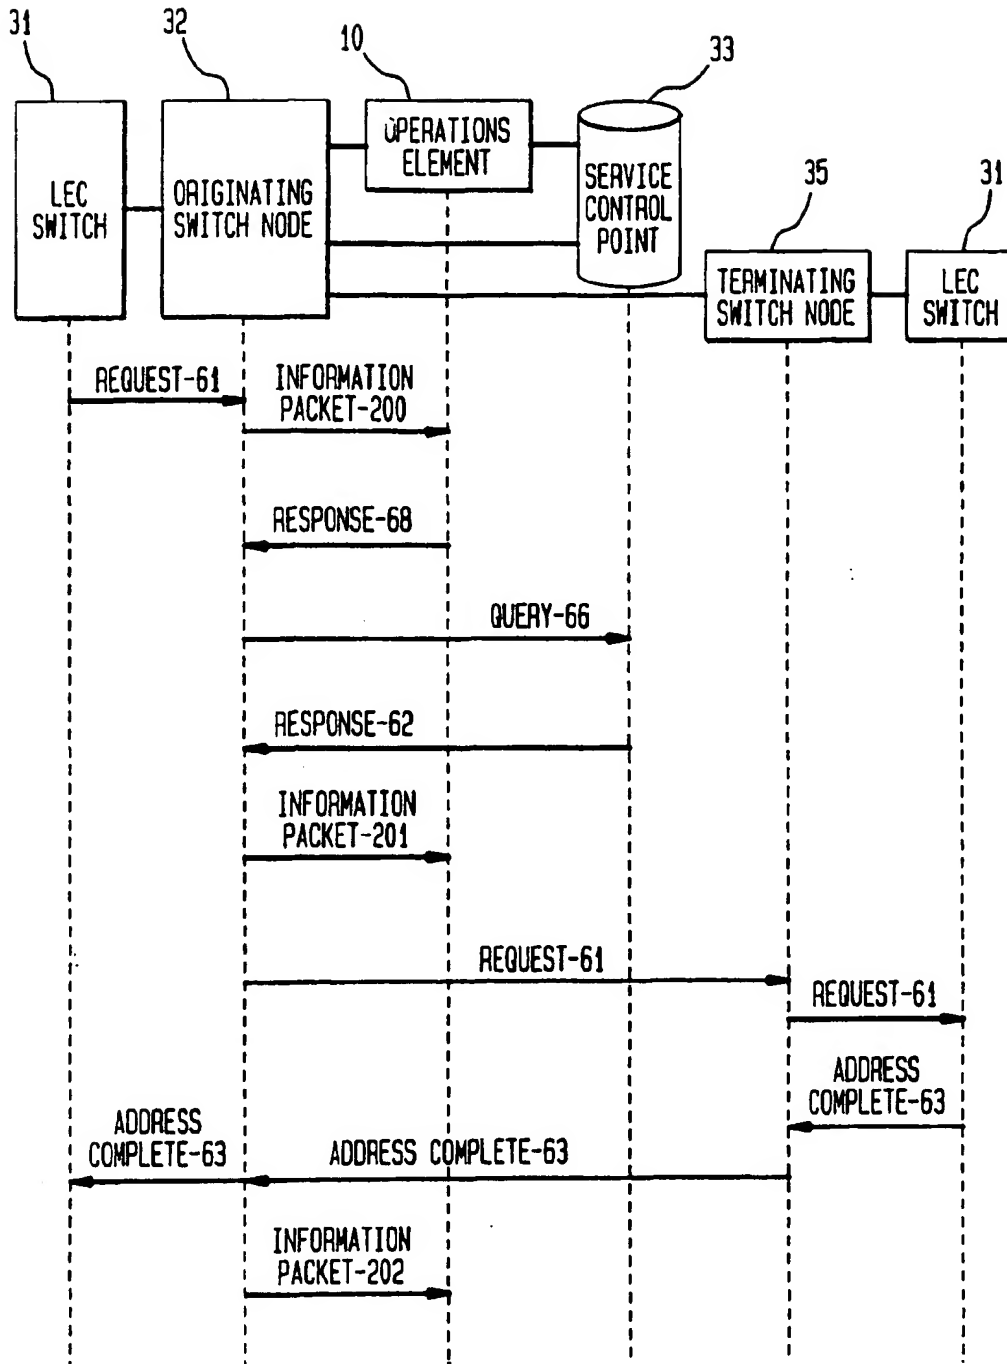 31
32
10
33
LEC
SWITCH
ORIGINATING
SWITCH NODE
OPERATIONS
ELEMENT
SERVICE
CONTROL
POINT
35
31
TERMINATING
SWITCH NODE
LEC
SWITCH
REQUEST-61
INFORMATION
PACKET-200
RESPONSE-68
QUERY-66
RESPONSE-62
INFORMATION
PACKET-201
REQUEST-61
REQUEST-61
ADDRESS
COMPLETE-63
ADDRESS
COMPLETE-63
ADDRESS COMPLETE-63
INFORMATION
PACKET-202